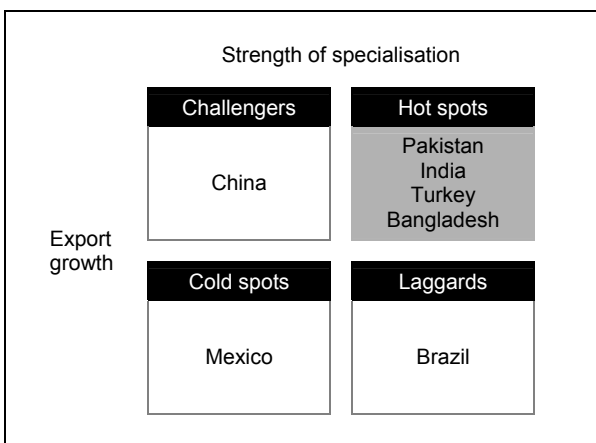 Strength of specialisation
Challengers
China
Hot spots
Pakistan
India
Turkey
Bangladesh
Export
growth
Cold spots
Mexico
Laggards
Brazil